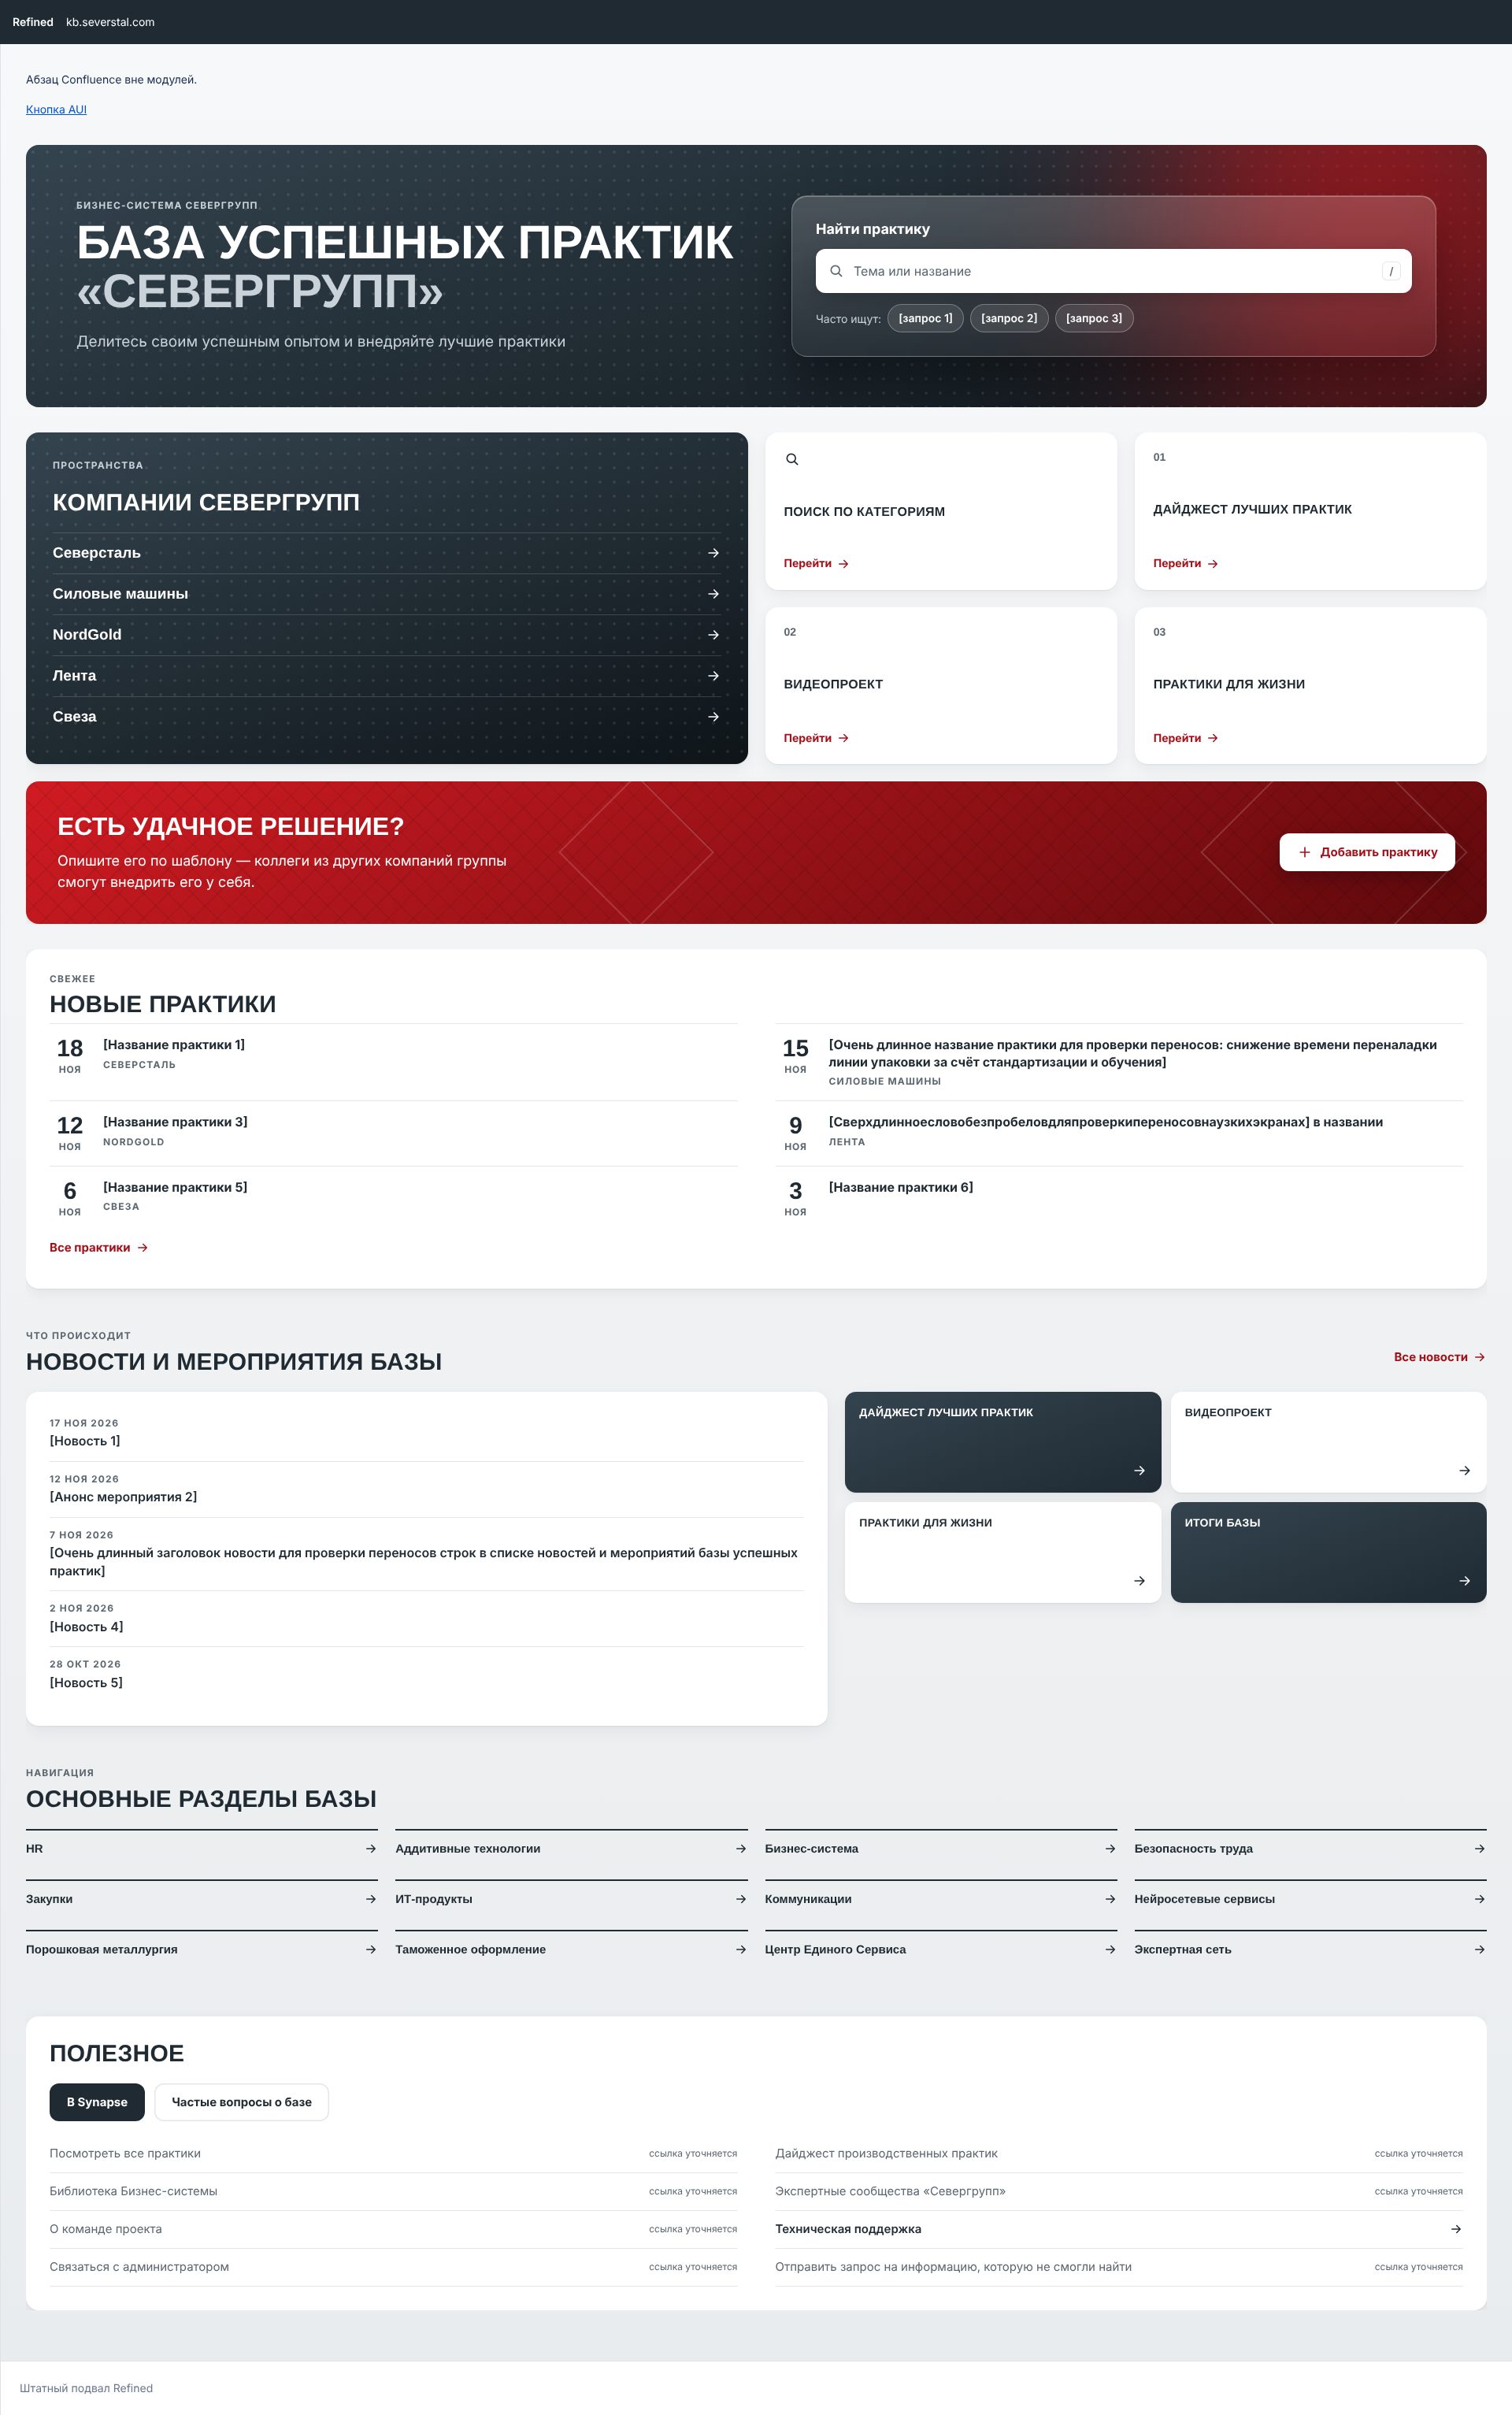 Refined kb.severstal.com
Абзац Confluence вне модулей.
Кнопка AUI
БИЗНЕС-СИСТЕМА СЕВЕРГРУПП
БАЗА УСПЕШНЫХ ПРАКТИК
«СЕВЕРГРУПП»
Делитесь своим успешным опытом и внедряйте лучшие практики
Найти практику
Тема или название /
Часто ищут: [запрос 1] [запрос 2] [запрос 3]
ПРОСТРАНСТВА
КОМПАНИИ СЕВЕРГРУПП
Северсталь
Силовые машины
NordGold
Лента
Свеза
ПОИСК ПО КАТЕГОРИЯМ
Перейти
01
ДАЙДЖЕСТ ЛУЧШИХ ПРАКТИК
Перейти
02
ВИДЕОПРОЕКТ
Перейти
03
ПРАКТИКИ ДЛЯ ЖИЗНИ
Перейти
ЕСТЬ УДАЧНОЕ РЕШЕНИЕ?
Опишите его по шаблону — коллеги из других компаний группы
смогут внедрить его у себя.
Добавить практику
СВЕЖЕЕ
НОВЫЕ ПРАКТИКИ
18 НОЯ
[Название практики 1]
СЕВЕРСТАЛЬ
15 НОЯ
[Очень длинное название практики для проверки переносов: снижение времени переналадки
линии упаковки за счёт стандартизации и обучения]
СИЛОВЫЕ МАШИНЫ
12 НОЯ
[Название практики 3]
NORDGOLD
9 НОЯ
[Сверхдлинноесловобезпробеловдляпроверкипереносовнаузкихэкранах] в названии
ЛЕНТА
6 НОЯ
[Название практики 5]
СВЕЗА
3 НОЯ
[Название практики 6]
Все практики
ЧТО ПРОИСХОДИТ
НОВОСТИ И МЕРОПРИЯТИЯ БАЗЫ
Все новости
17 НОЯ 2026
[Новость 1]
12 НОЯ 2026
[Анонс мероприятия 2]
7 НОЯ 2026
[Очень длинный заголовок новости для проверки переносов строк в списке новостей и мероприятий базы успешных
практик]
2 НОЯ 2026
[Новость 4]
28 ОКТ 2026
[Новость 5]
ДАЙДЖЕСТ ЛУЧШИХ ПРАКТИК
ВИДЕОПРОЕКТ
ПРАКТИКИ ДЛЯ ЖИЗНИ
ИТОГИ БАЗЫ
НАВИГАЦИЯ
ОСНОВНЫЕ РАЗДЕЛЫ БАЗЫ
HR
Аддитивные технологии
Бизнес-система
Безопасность труда
Закупки
ИТ-продукты
Коммуникации
Нейросетевые сервисы
Порошковая металлургия
Таможенное оформление
Центр Единого Сервиса
Экспертная сеть
ПОЛЕЗНОЕ
В Synapse
Частые вопросы о базе
Посмотреть все практики ссылка уточняется
Дайджест производственных практик ссылка уточняется
Библиотека Бизнес-системы ссылка уточняется
Экспертные сообщества «Севергрупп» ссылка уточняется
О команде проекта ссылка уточняется
Техническая поддержка
Связаться с администратором ссылка уточняется
Отправить запрос на информацию, которую не смогли найти ссылка уточняется
Штатный подвал Refined